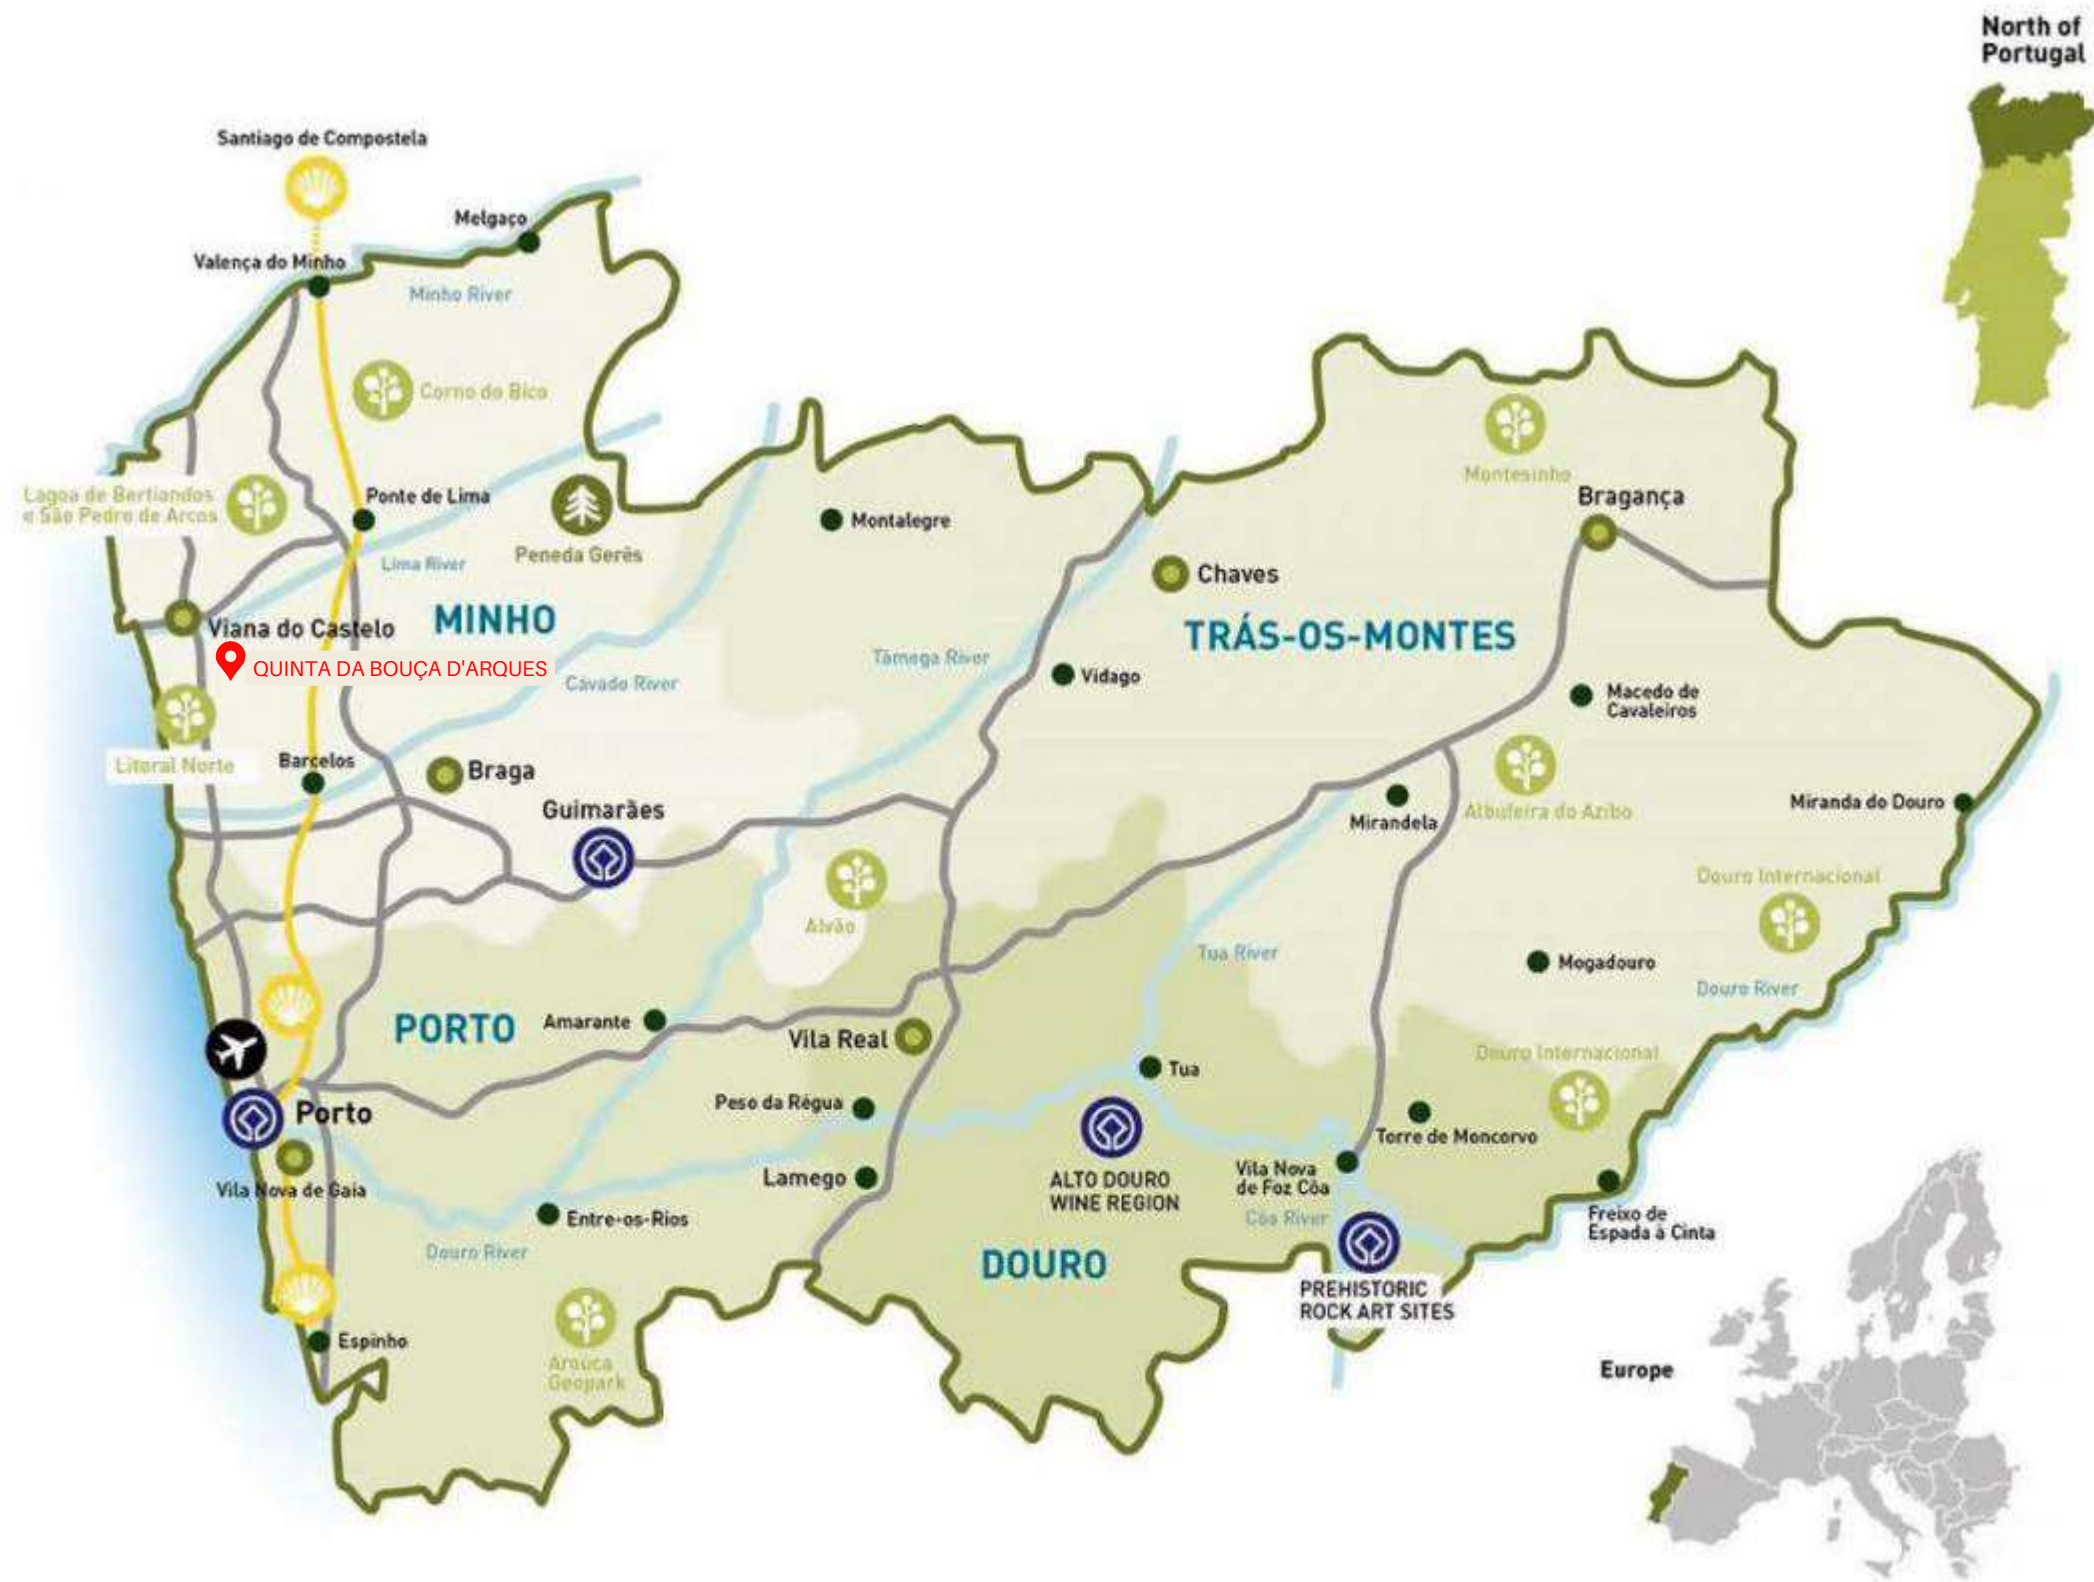 North of
Portugal
Santiago de Compostela
Melgaço
Valença do Minho
Minho River
Corno do Bico
Lagoa de Bertiandos
e São Pedro de Arcos
Ponte de Lima
Peneda Gerês
Lima River
Montalegre
Montesinho
Bragança
Chaves
MINHO
Viana do Castelo
TRÁS-OS-MONTES
QUINTA DA BOUÇA D'ARQUES
Cávado River
Tâmega River
Vidago
Macedo de
Cavaleiros
Litoral Norte
Barcelos
Braga
Guimarães
Mirandela
Albufeira do Azibo
Miranda do Douro
Douro Internacional
Alvão
Tua River
Mogadouro
Douro River
PORTO
Amarante
Vila Real
Douro Internacional
Tua
Porto
Peso da Régua
Torre de Moncorvo
Vila Nova de Gaia
Lamego
ALTO DOURO
WINE REGION
Vila Nova
de Foz Côa
Côa River
Entre-os-Rios
Freixo de
Espada à Cinta
Douro River
DOURO
PREHISTORIC
ROCK ART SITES
Espinho
Arouca
Geopark
Europe